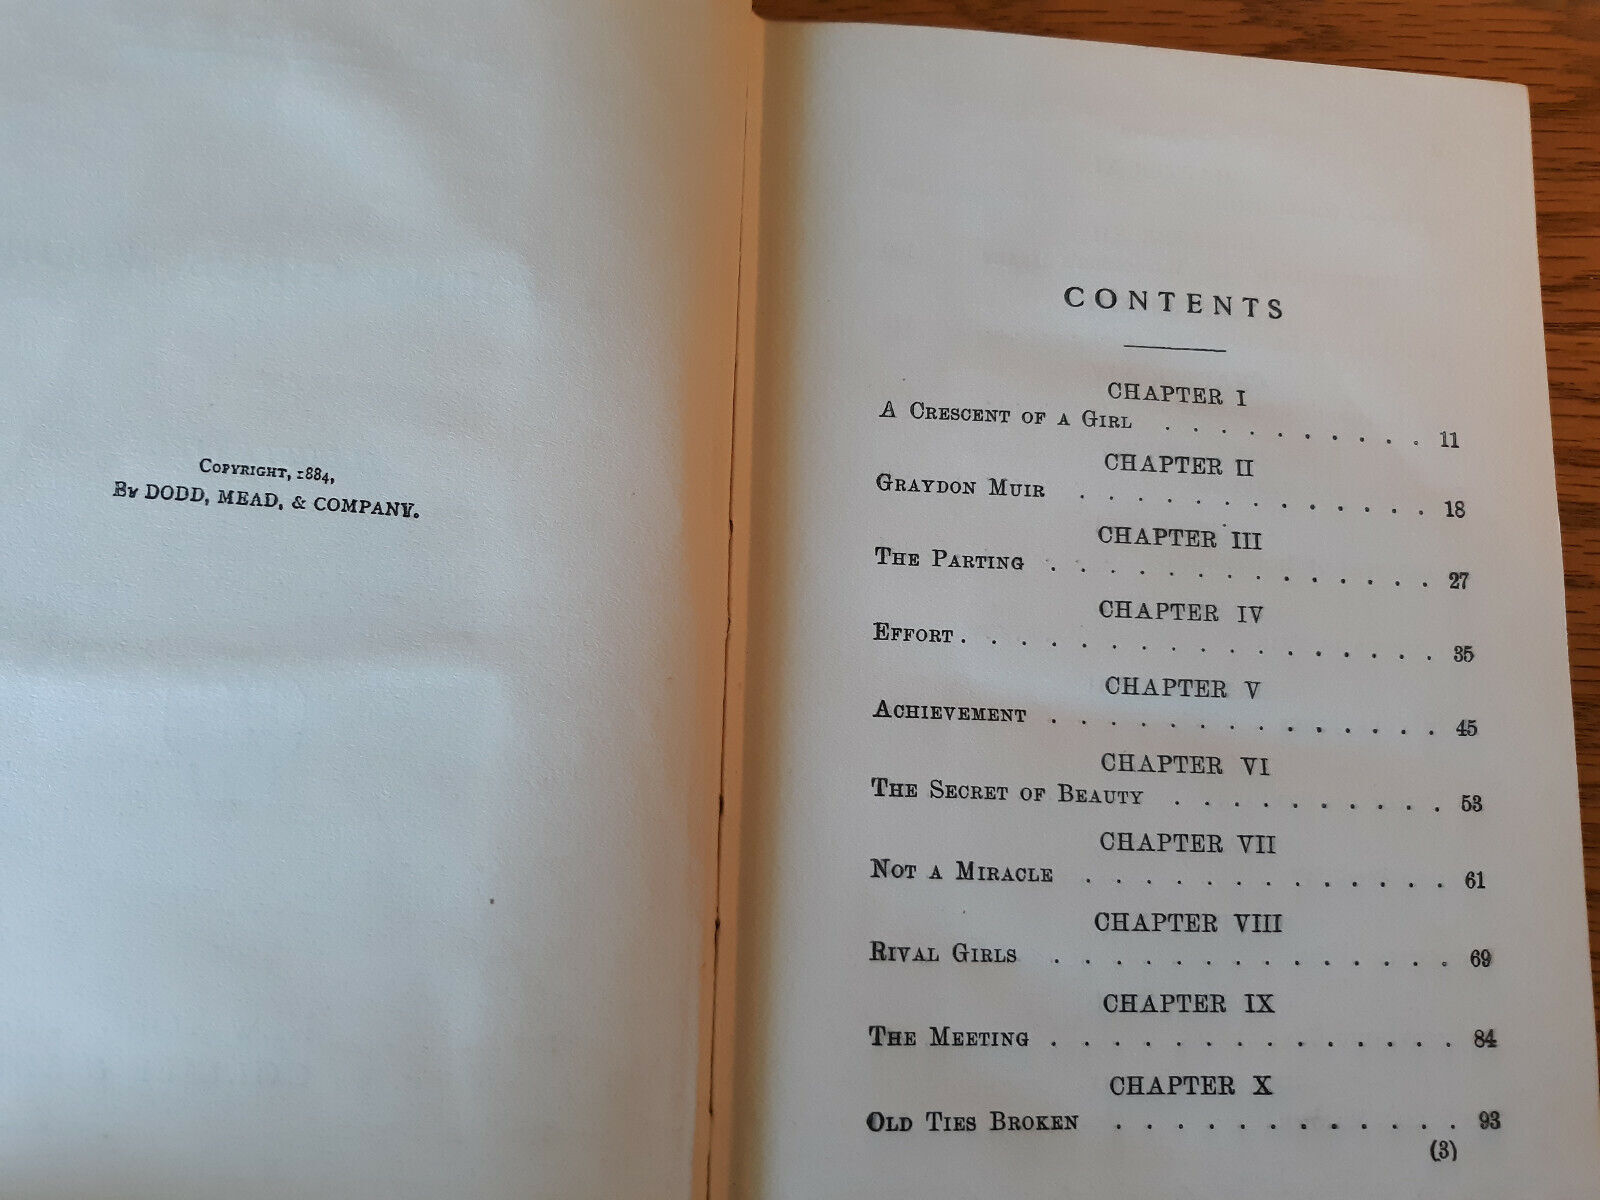 Copyright, 1884,
By DODD, MEAD, & COMPANY.
CONTENTS
CHAPTER I
A Crescent of a Girl . . . . . . . . . . 11
CHAPTER II
Graydon Muir . . . . . . . . . . . . 18
CHAPTER III
The Parting . . . . . . . . . . . . . . 27
CHAPTER IV
Effort . . . . . . . . . . . . . . . . . 35
CHAPTER V
Achievement . . . . . . . . . . . . . . 45
CHAPTER VI
The Secret of Beauty . . . . . . . . . . 53
CHAPTER VII
Not a Miracle . . . . . . . . . . . . . 61
CHAPTER VIII
Rival Girls . . . . . . . . . . . . . . 69
CHAPTER IX
The Meeting . . . . . . . . . . . . . . 84
CHAPTER X
Old Ties Broken . . . . . . . . . . . . 93
(3)